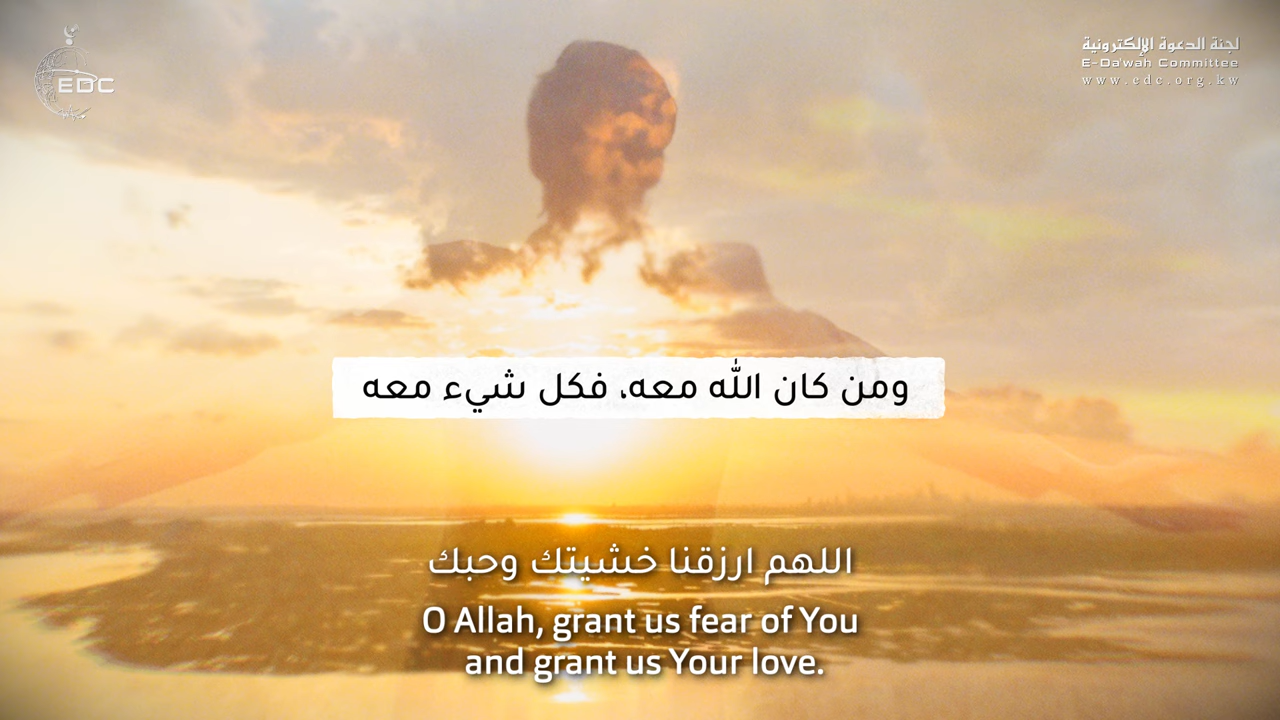 EDC
لجنة الدعوة الإلكترونية
E-Da'wah Committee
www.edc.org.kw
ومن كان الله معه، فكل شيء معه
اللهم ارزقنا خشيتك وحبك
O Allah, grant us fear of You
and grant us Your love.